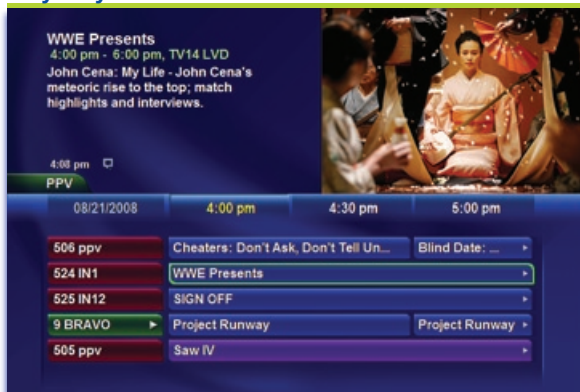 WWE Presents
4:00 pm - 6:00 pm, TV14 LVD
John Cena: My Life - John Cena's
meteoric rise to the
top; match
highlights and interviews.
4:08 pm
PPV
08/21/2008 4:00 pm 4:30 pm 5:00 pm
506 ppv Cheaters: Don't Ask, Don't Tell Un... Blind Date: ...
524 IN1 WWE Presents
525 IN12 SIGN OFF
9 BRAVO Project Runway Project Runway
505 ppv Saw IV